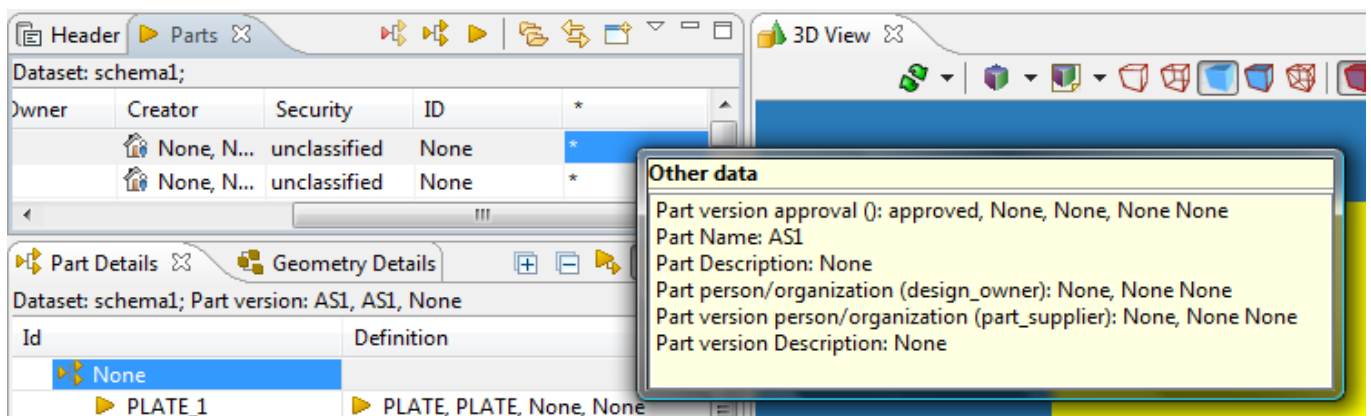 Header Parts 3D View
Dataset: schema1;
Owner Creator Security ID *
None, N... unclassified None *
None, N... unclassified None *
Other data
Part version approval (): approved, None, None, None None
Part Name: AS1
Part Description: None
Part person/organization (design_owner): None, None None
Part version person/organization (part_supplier): None, None None
Part version Description: None
Part Details Geometry Details
Dataset: schema1; Part version: AS1, AS1, None
Id Definition
None
PLATE_1 PLATE, PLATE, None, None